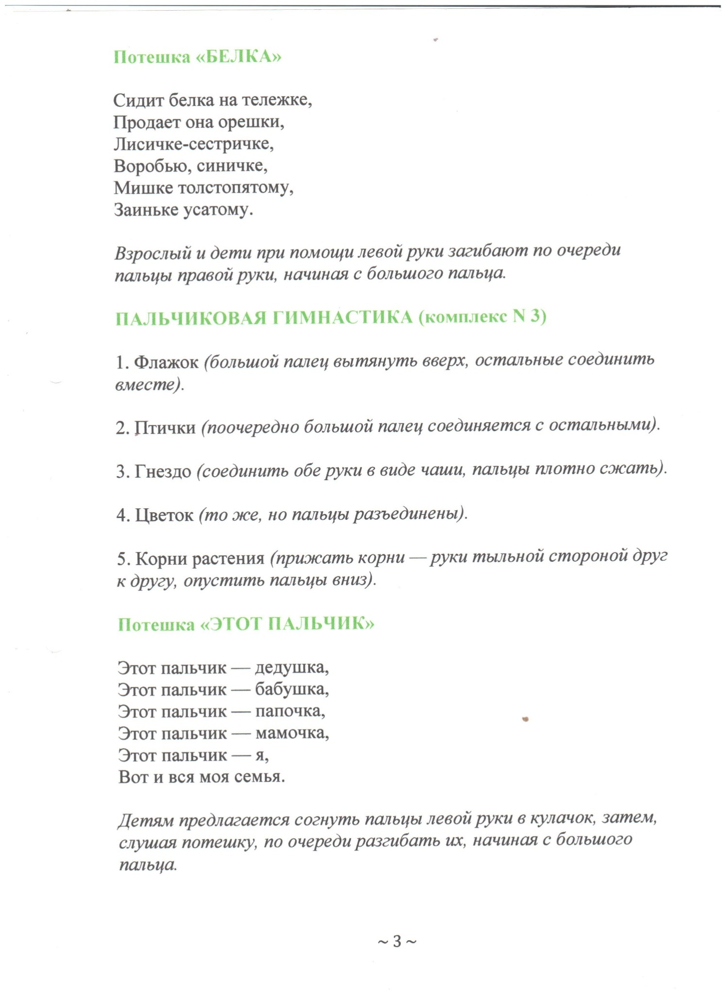 Потешка «БЕЛКА»
Сидит белка на тележке,
Продает она орешки,
Лисичке-сестричке,
Воробью, синичке,
Мишке толстопятому,
Заиньке усатому.
Взрослый и дети при помощи левой руки загибают по очереди
пальцы правой руки, начиная с большого пальца.
ПАЛЬЧИКОВАЯ ГИМНАСТИКА (комплекс N 3)
1. Флажок (большой палец вытянуть вверх, остальные соединить
вместе).
2. Птички (поочередно большой палец соединяется с остальными).
3. Гнездо (соединить обе руки в виде чаши, пальцы плотно сжать).
4. Цветок (то же, но пальцы разъединены).
5. Корни растения (прижать корни — руки тыльной стороной друг
к другу, опустить пальцы вниз).
Потешка «ЭТОТ ПАЛЬЧИК»
Этот пальчик — дедушка,
Этот пальчик — бабушка,
Этот пальчик — папочка,
Этот пальчик — мамочка,
Этот пальчик — я,
Вот и вся моя семья.
Детям предлагается согнуть пальцы левой руки в кулачок, затем,
слушая потешку, по очереди разгибать их, начиная с большого
пальца.
~ 3 ~